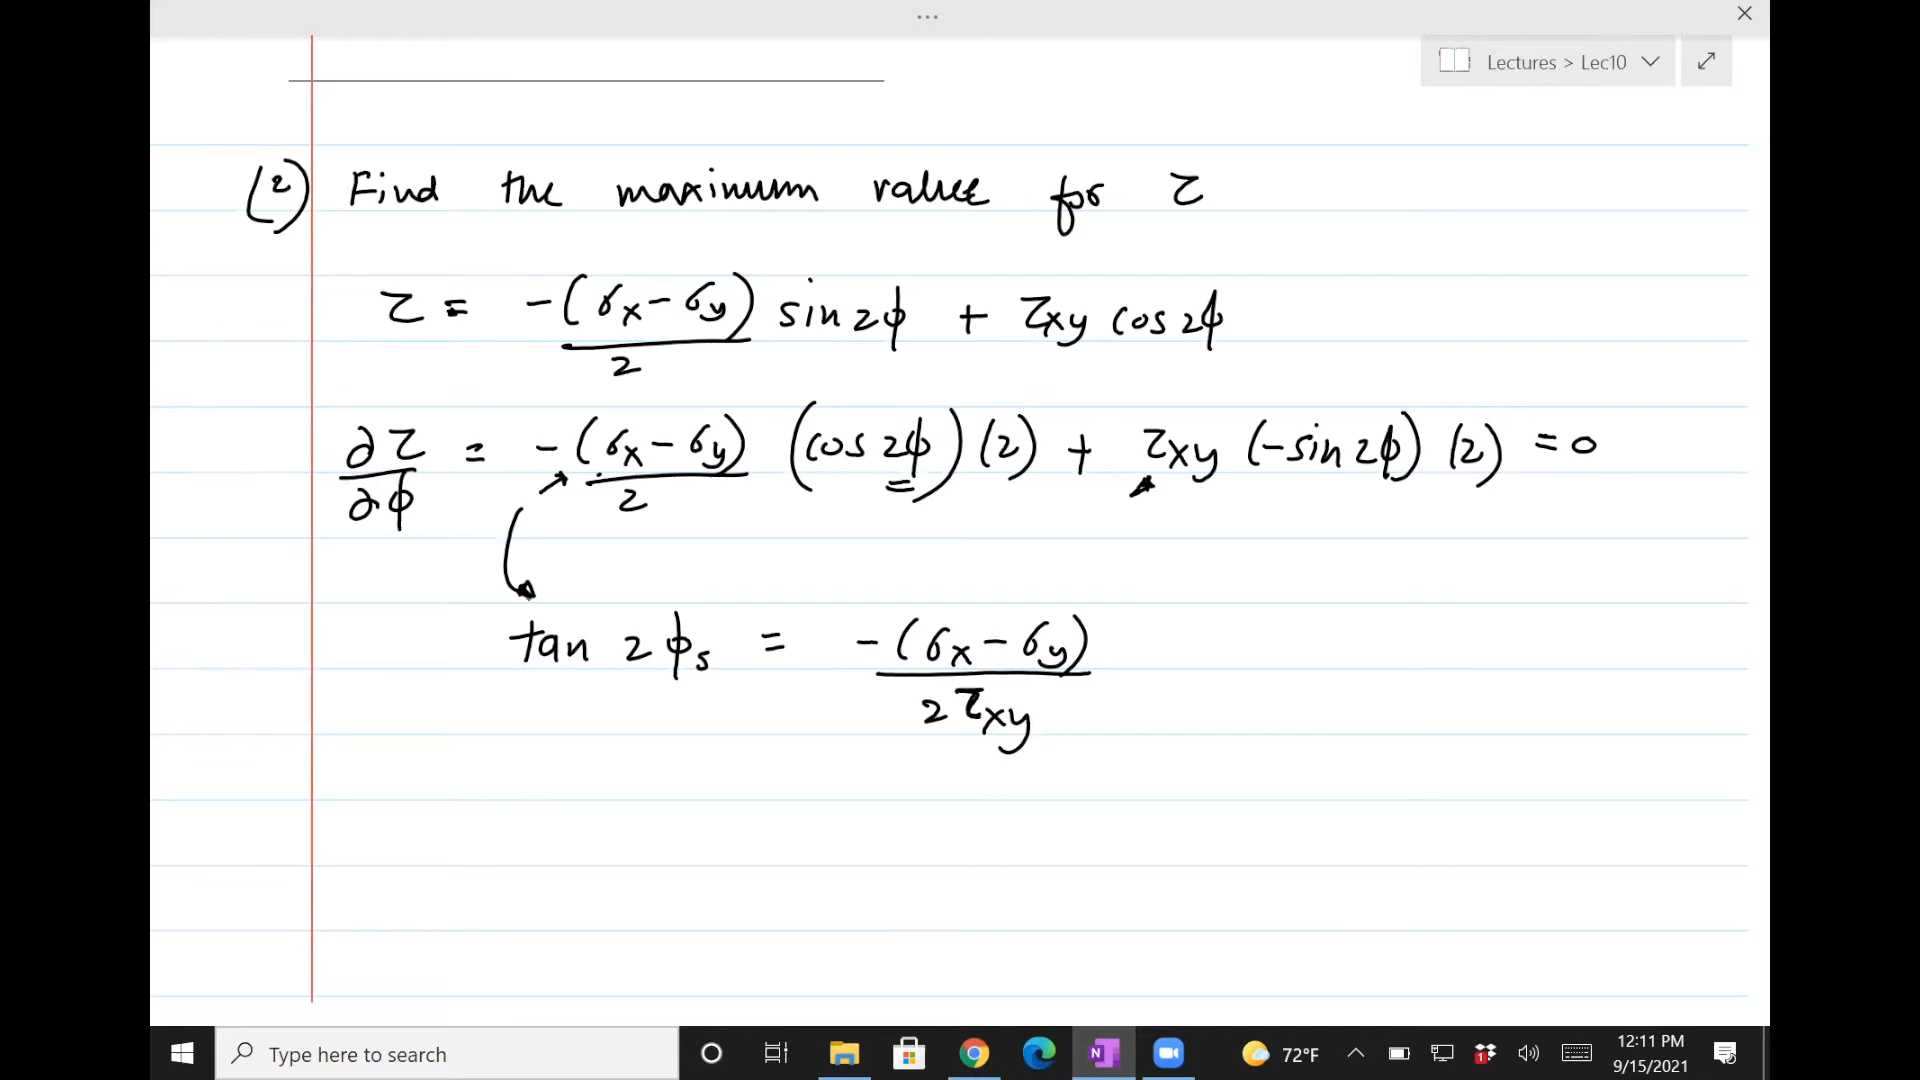 ...
Lectures > Lec10
(2) Find the maximum value for τ
τ = -(σx - σy)/2 sin 2ϕ + τxy cos 2ϕ
∂τ/∂ϕ = -(σx - σy)/2 (cos 2ϕ)(2) + τxy (-sin 2ϕ)(2) = 0
tan 2ϕs = -(σx - σy)/2τxy
Type here to search
N
72°F
1
12:11 PM
9/15/2021